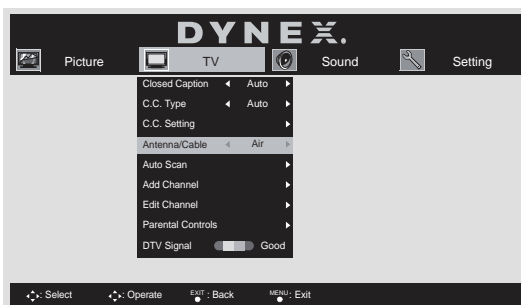 DYNEX.
Picture TV Sound Setting
Closed Caption Auto
C.C. Type Auto
C.C. Setting
Antenna/Cable Air
Auto Scan
Add Channel
Edit Channel
Parental Controls
DTV Signal Good
: Select : Operate EXIT : Back MENU : Exit